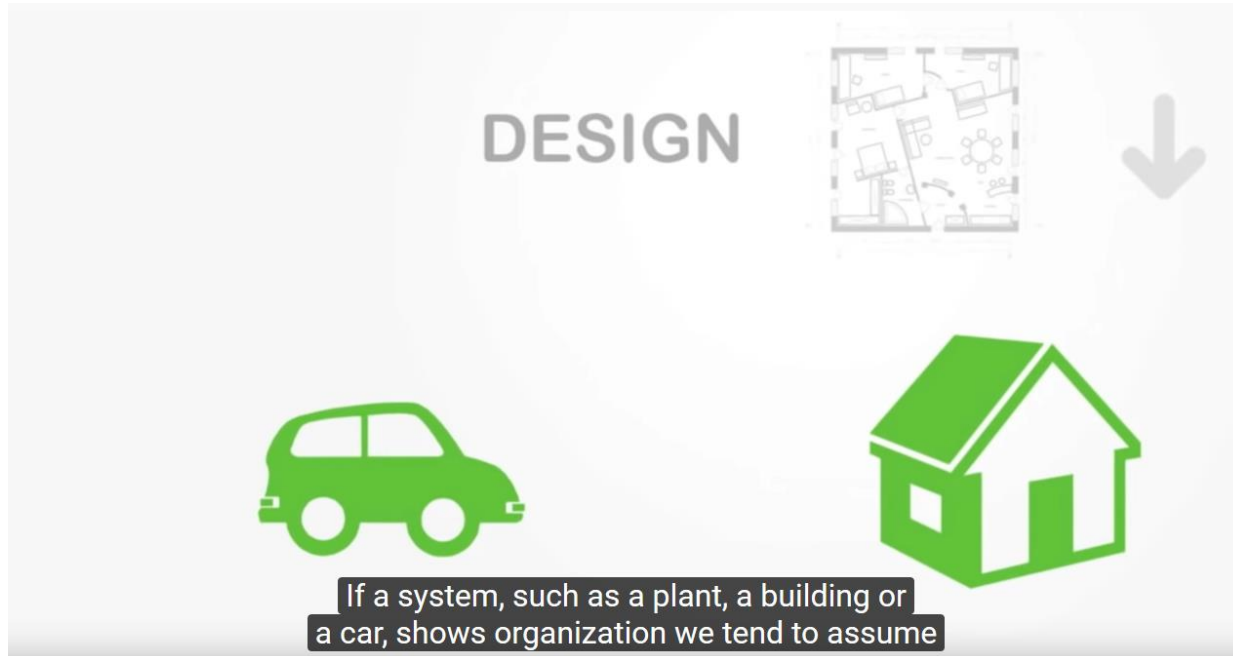 DESIGN
If a system, such as a plant, a building or
a car, shows organization we tend to assume